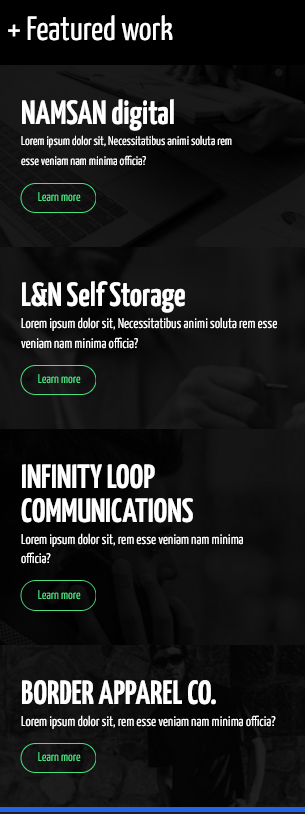 + Featured work
NAMSAN digital
Lorem ipsum dolor sit, Necessitatibus animi soluta rem
esse veniam nam minima officia?
Learn more
L&N Self Storage
Lorem ipsum dolor sit, Necessitatibus animi soluta rem esse
veniam nam minima officia?
Learn more
INFINITY LOOP
COMMUNICATIONS
Lorem ipsum dolor sit, rem esse veniam nam minima
officia?
Learn more
BORDER APPAREL CO.
Lorem ipsum dolor sit, rem esse veniam nam minima officia?
Learn more